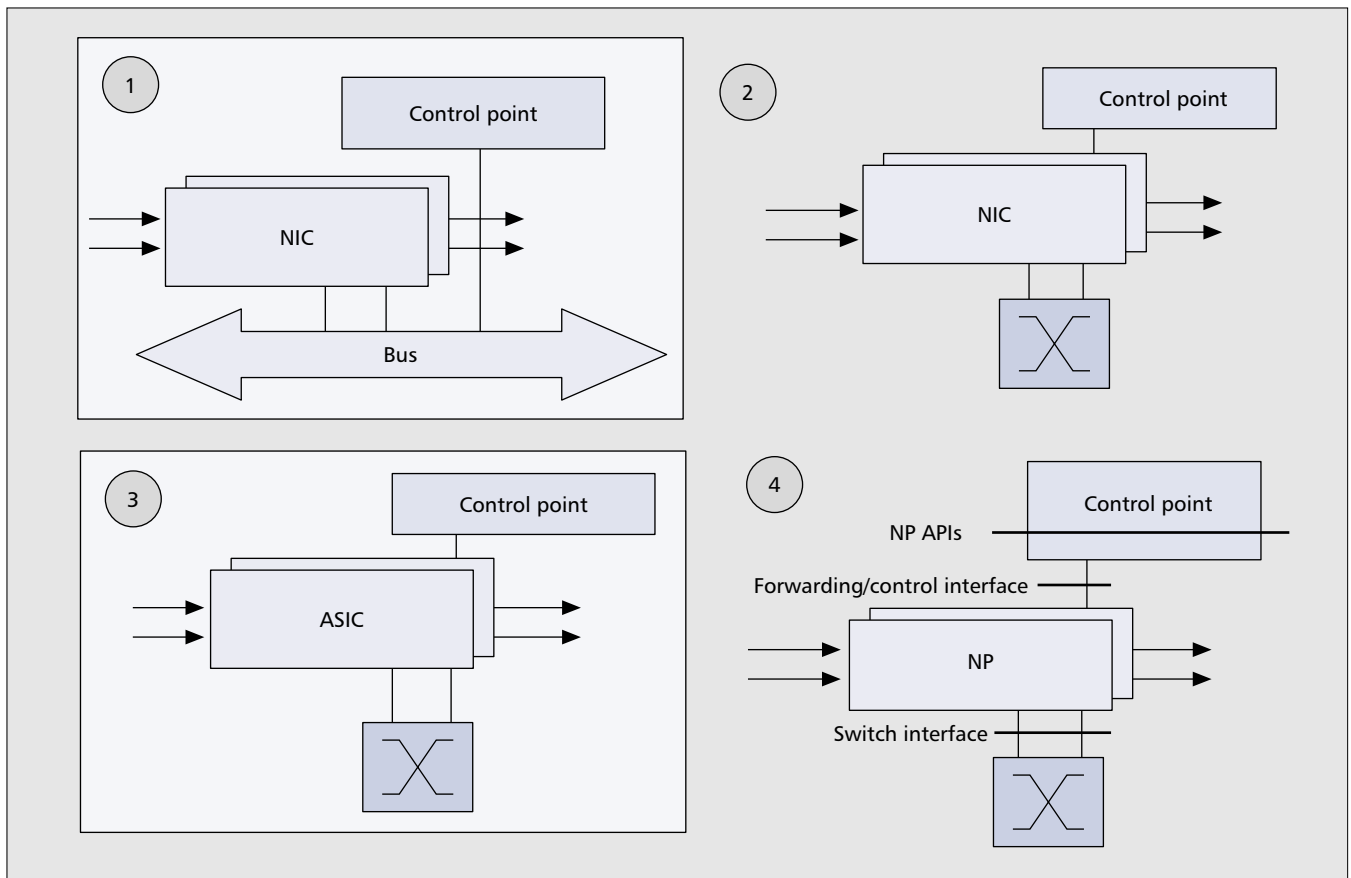 1
Control point
NIC
Bus
2
Control point
NIC
3
Control point
ASIC
4
Control point
NP APIs
Forwarding/control interface
NP
Switch interface